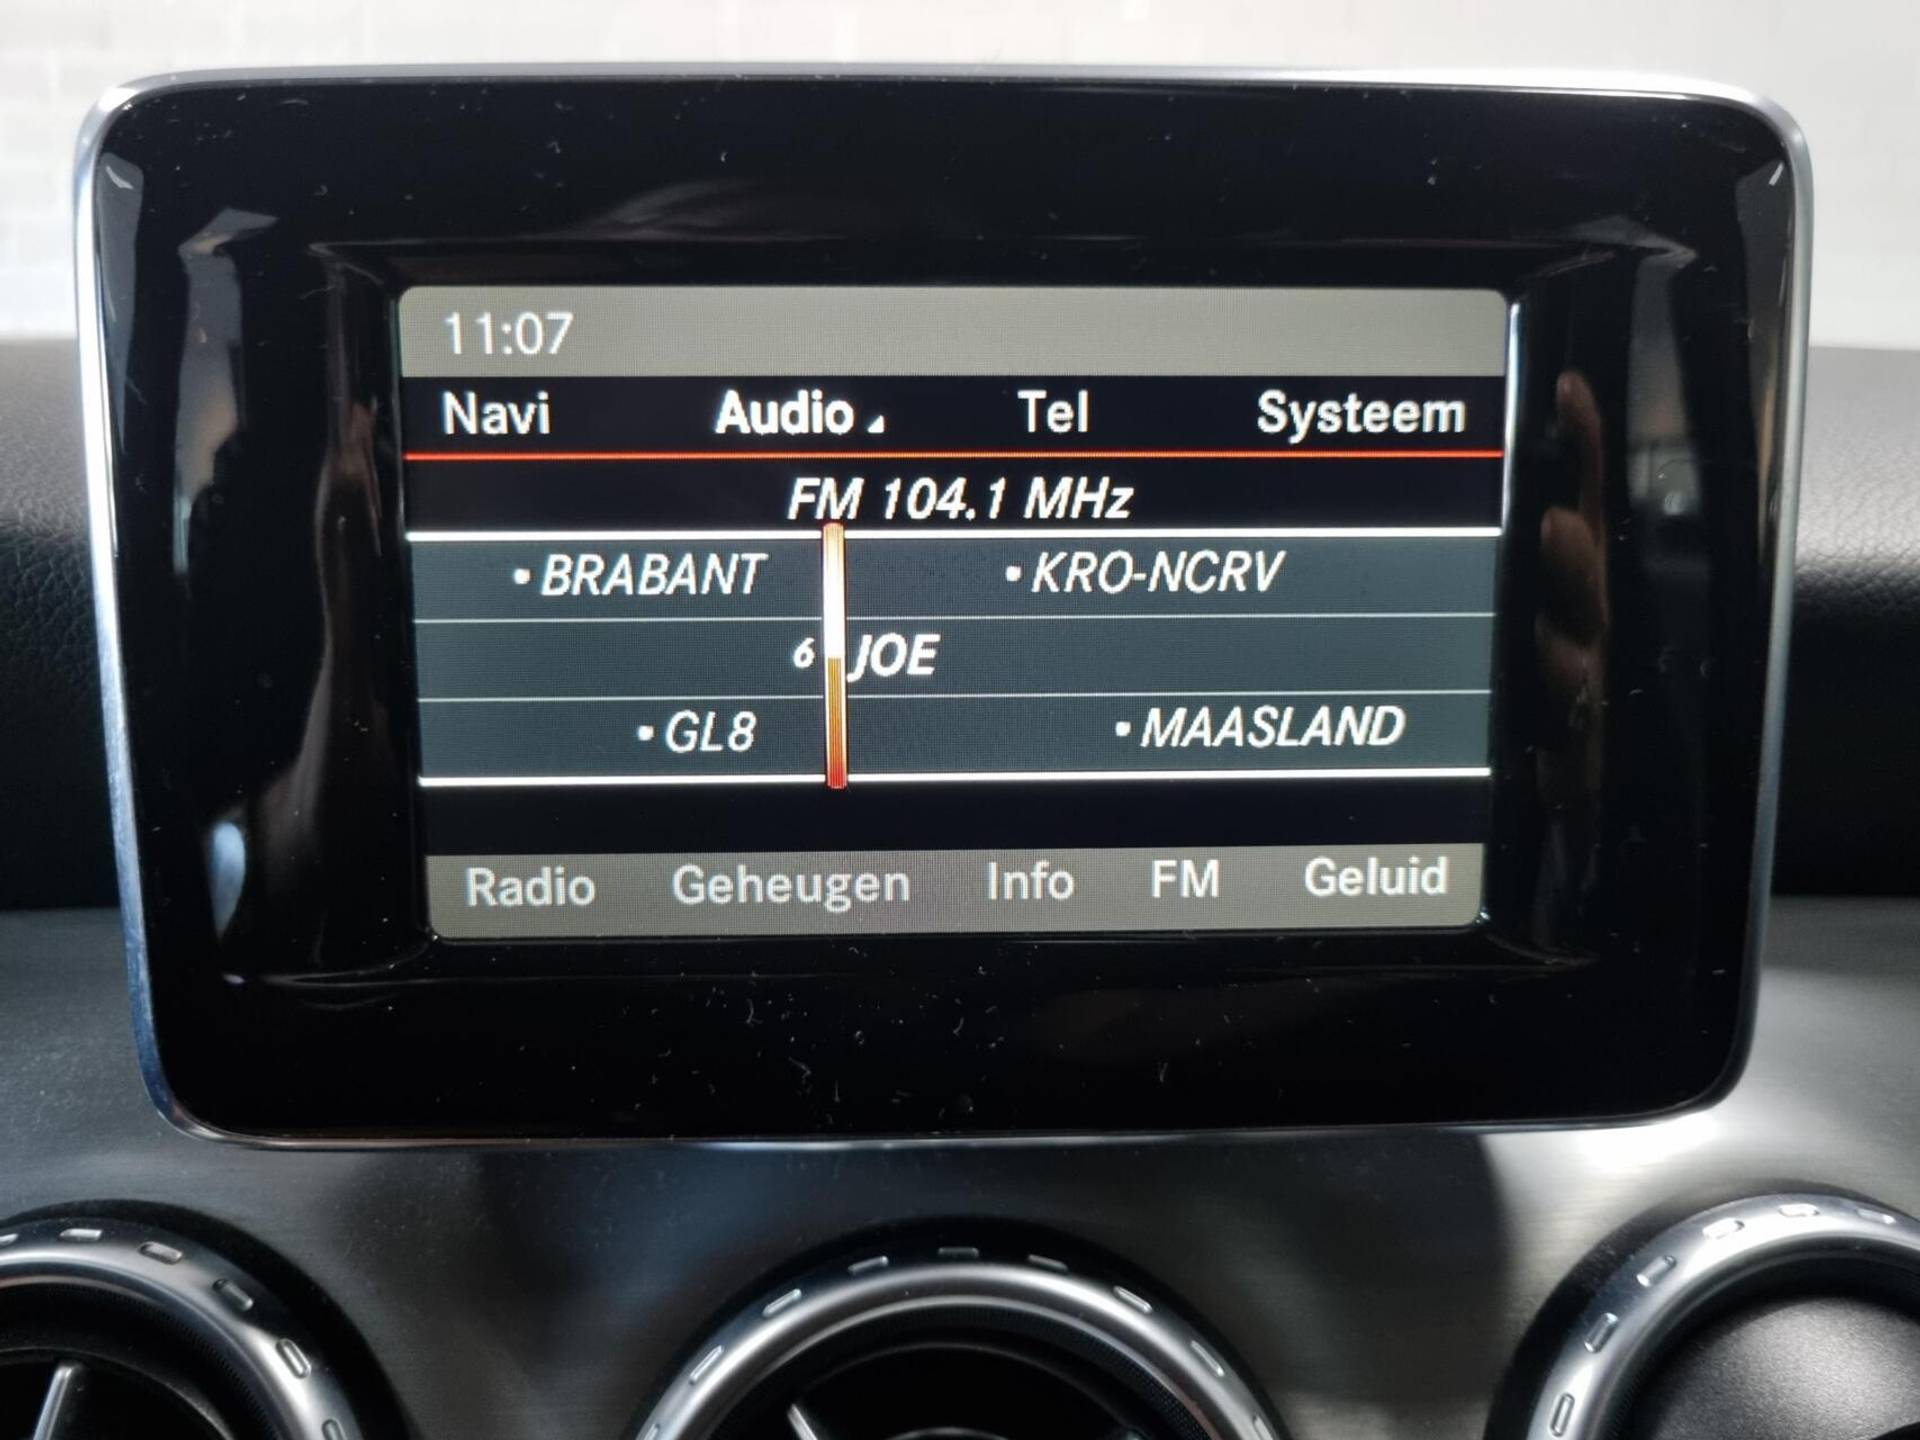 11:07
Navi Audio Tel Systeem
FM 104.1 MHz
• BRABANT • KRO-NCRV
6 JOE
• GL8 • MAASLAND
Radio Geheugen Info FM Geluid